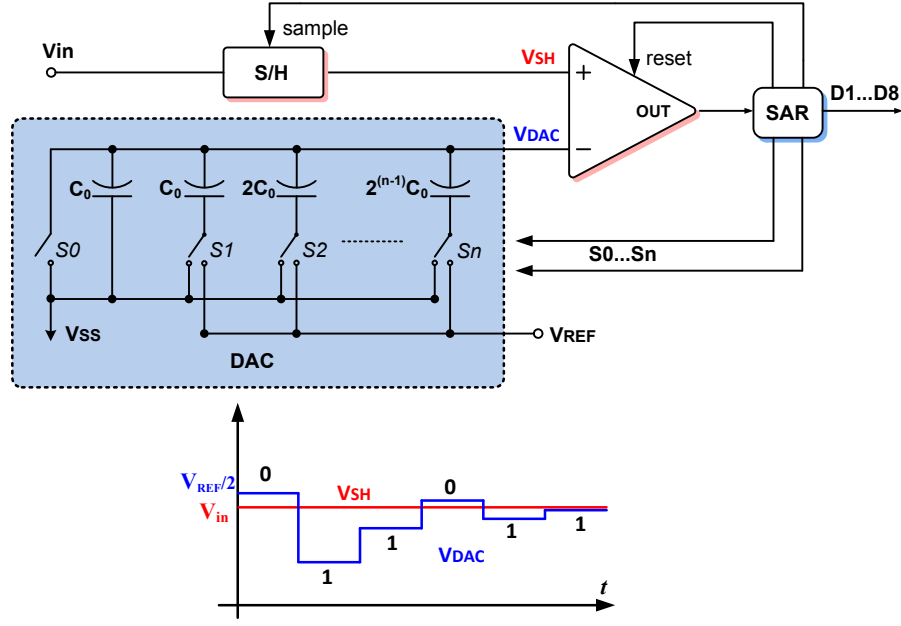 sample
Vin
S/H
VSH
reset
+
OUT
SAR
D1...D8
VDAC
−
C₀
C₀
2C₀
2⁽ⁿ⁻¹⁾C₀
S0
S1
S2
..........
Sn
S0...Sn
VSS
VREF
DAC
0
VREF/2
VSH
0
Vin
1
1
1
1
VDAC
t